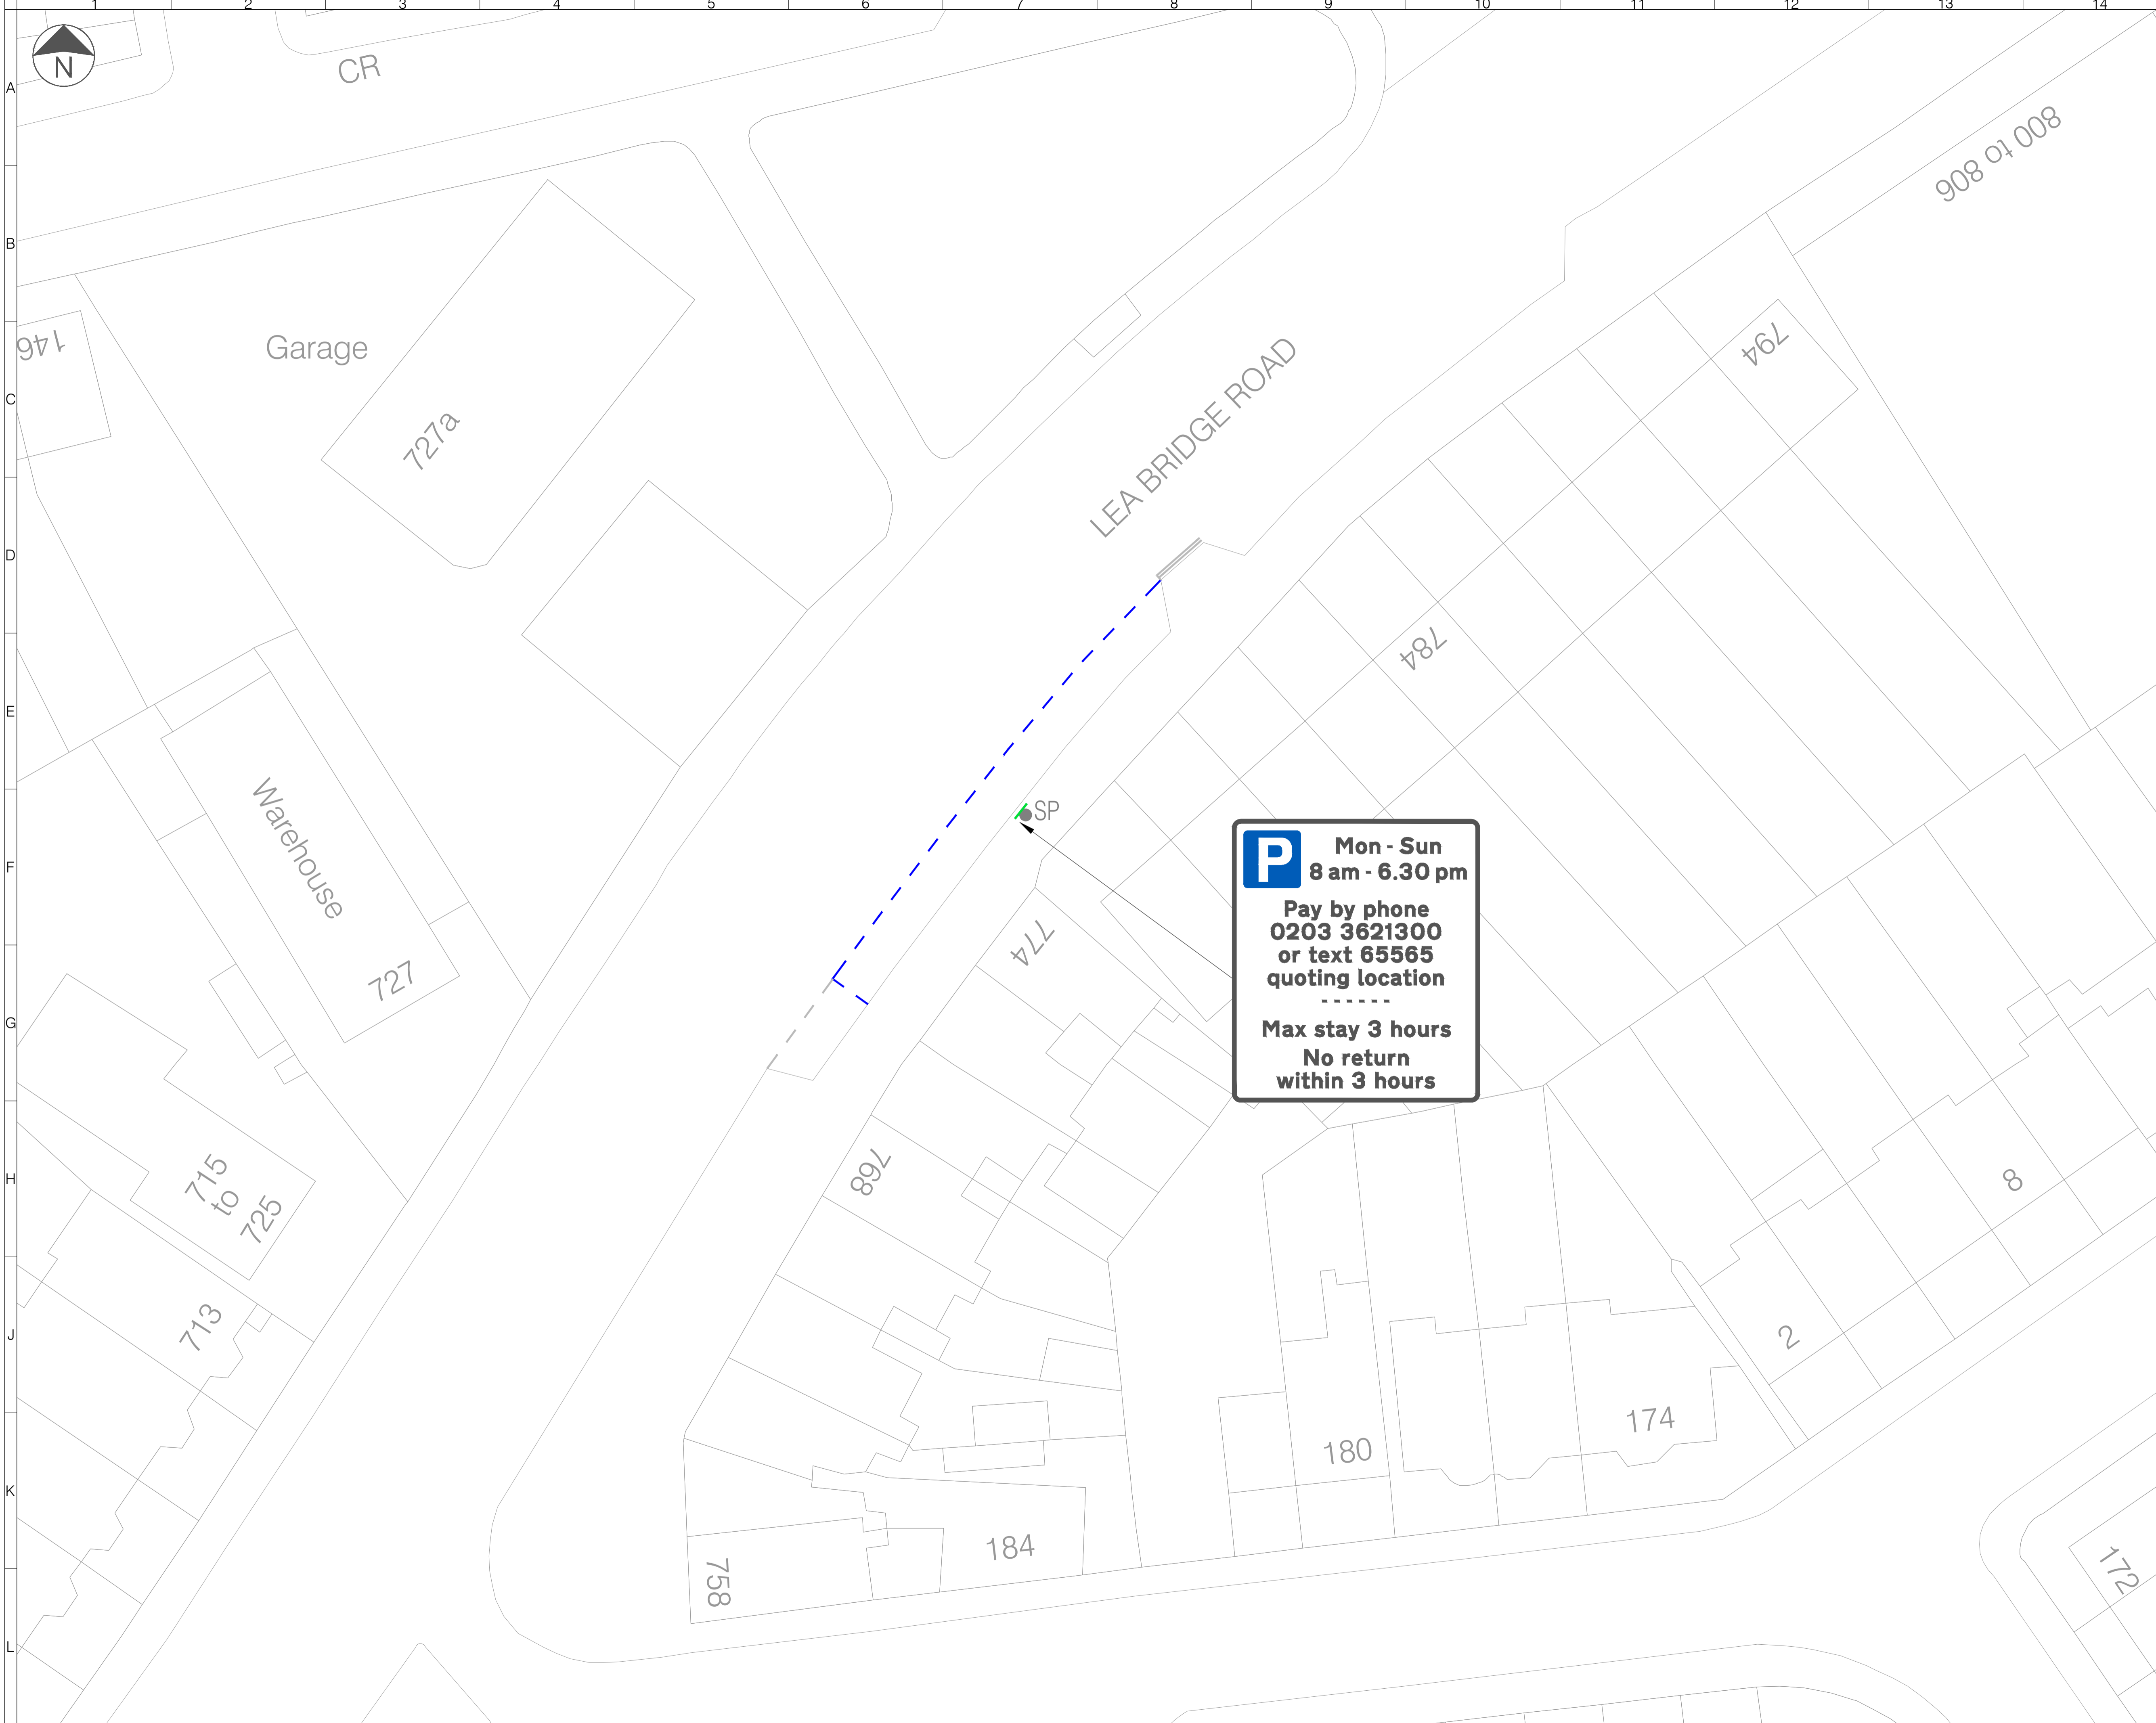 1 2 3 4 5 6 7 8 9 10 11 12 13 14
A
B
C
D
E
F
G
H
J
K
L
N
CR
800 to 806
146
Garage
727a
LEA BRIDGE ROAD
794
784
SP
Warehouse
727
774
P Mon - Sun
8 am - 6.30 pm
Pay by phone
0203 3621300
or text 65565
quoting location
- - - - - -
Max stay 3 hours
No return
within 3 hours
768
715
to
725
713
8
2
174
180
184
758
172